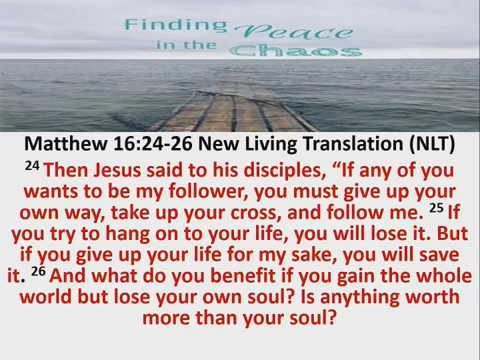 Finding Peace
in the Chaos
Matthew 16:24-26 New Living Translation (NLT)
24 Then Jesus said to his disciples, “If any of you
wants to be my follower, you must give up your
own way, take up your cross, and follow me. 25 If
you try to hang on to your life, you will lose it. But
if you give up your life for my sake, you will save
it. 26 And what do you benefit if you gain the whole
world but lose your own soul? Is anything worth
more than your soul?